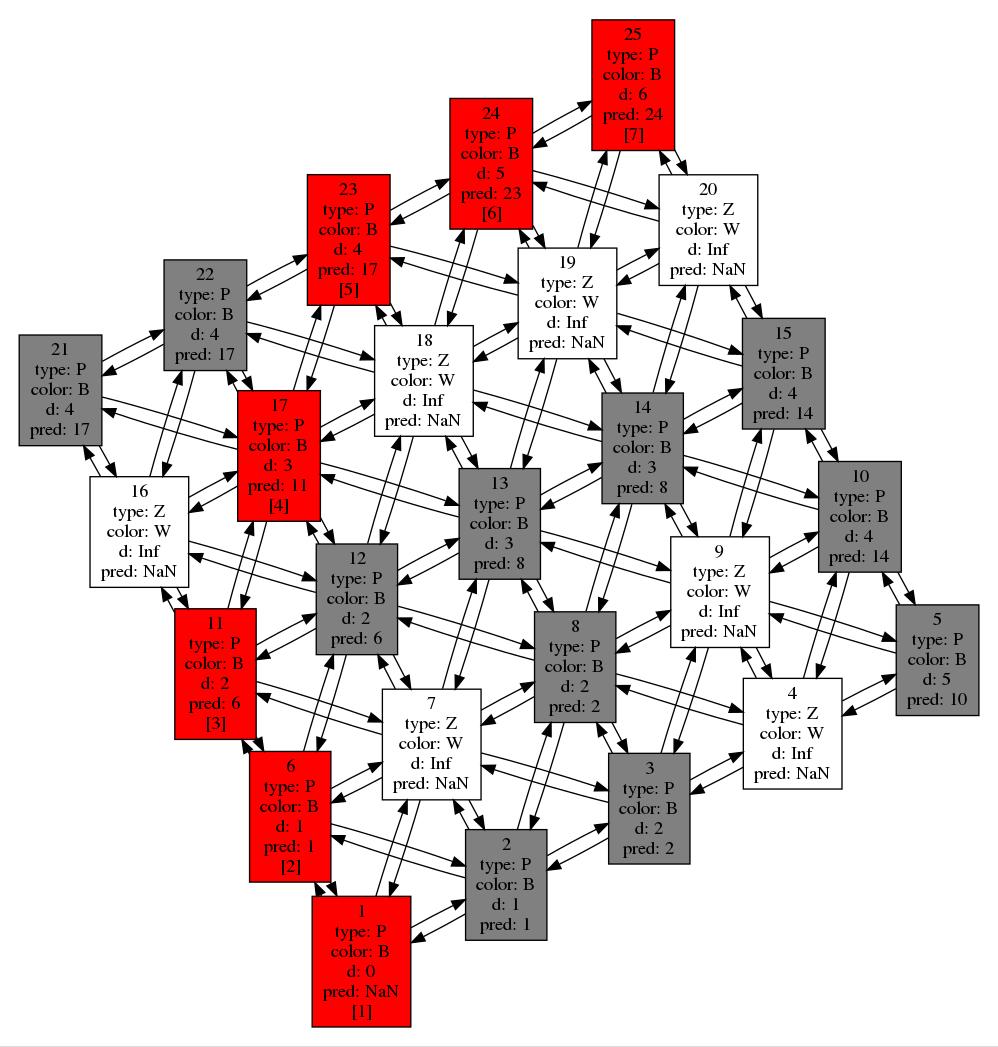 25
type: P
color: B
d: 6
pred: 24
[7]
24
type: P
color: B
d: 5
pred: 23
[6]
23
type: P
color: B
d: 4
pred: 17
[5]
20
type: Z
color: W
d: Inf
pred: NaN
19
type: Z
color: W
d: Inf
pred: NaN
22
type: P
color: B
d: 4
pred: 17
18
type: Z
color: W
d: Inf
pred: NaN
15
type: P
color: B
d: 4
pred: 14
21
type: P
color: B
d: 4
pred: 17
17
type: P
color: B
d: 3
pred: 11
[4]
14
type: P
color: B
d: 3
pred: 8
10
type: P
color: B
d: 4
pred: 14
16
type: Z
color: W
d: Inf
pred: NaN
13
type: P
color: B
d: 3
pred: 8
9
type: Z
color: W
d: Inf
pred: NaN
12
type: P
color: B
d: 2
pred: 6
5
type: P
color: B
d: 5
pred: 10
11
type: P
color: B
d: 2
pred: 6
[3]
8
type: P
color: B
d: 2
pred: 2
4
type: Z
color: W
d: Inf
pred: NaN
7
type: Z
color: W
d: Inf
pred: NaN
6
type: P
color: B
d: 1
pred: 1
[2]
3
type: P
color: B
d: 2
pred: 2
2
type: P
color: B
d: 1
pred: 1
1
type: P
color: B
d: 0
pred: NaN
[1]